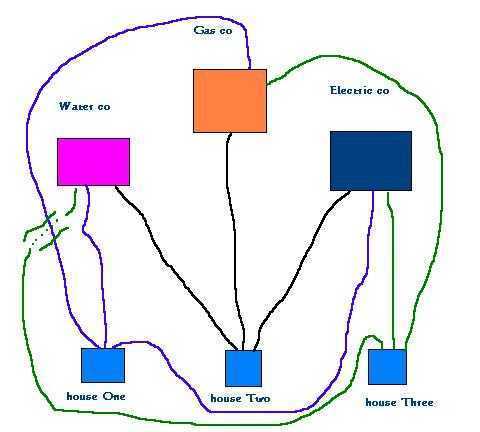 Gas co
Water co
Electric co
house One
house Two
house Three